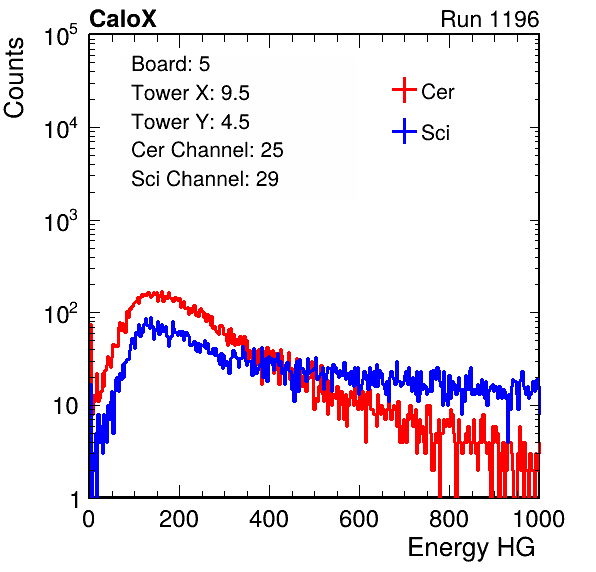 CaloX Run 1196
Counts
10^5
10^4
10^3
10^2
10
1
Board: 5
Tower X: 9.5
Tower Y: 4.5
Cer Channel: 25
Sci Channel: 29
Cer
Sci
0 200 400 600 800 1000
Energy HG